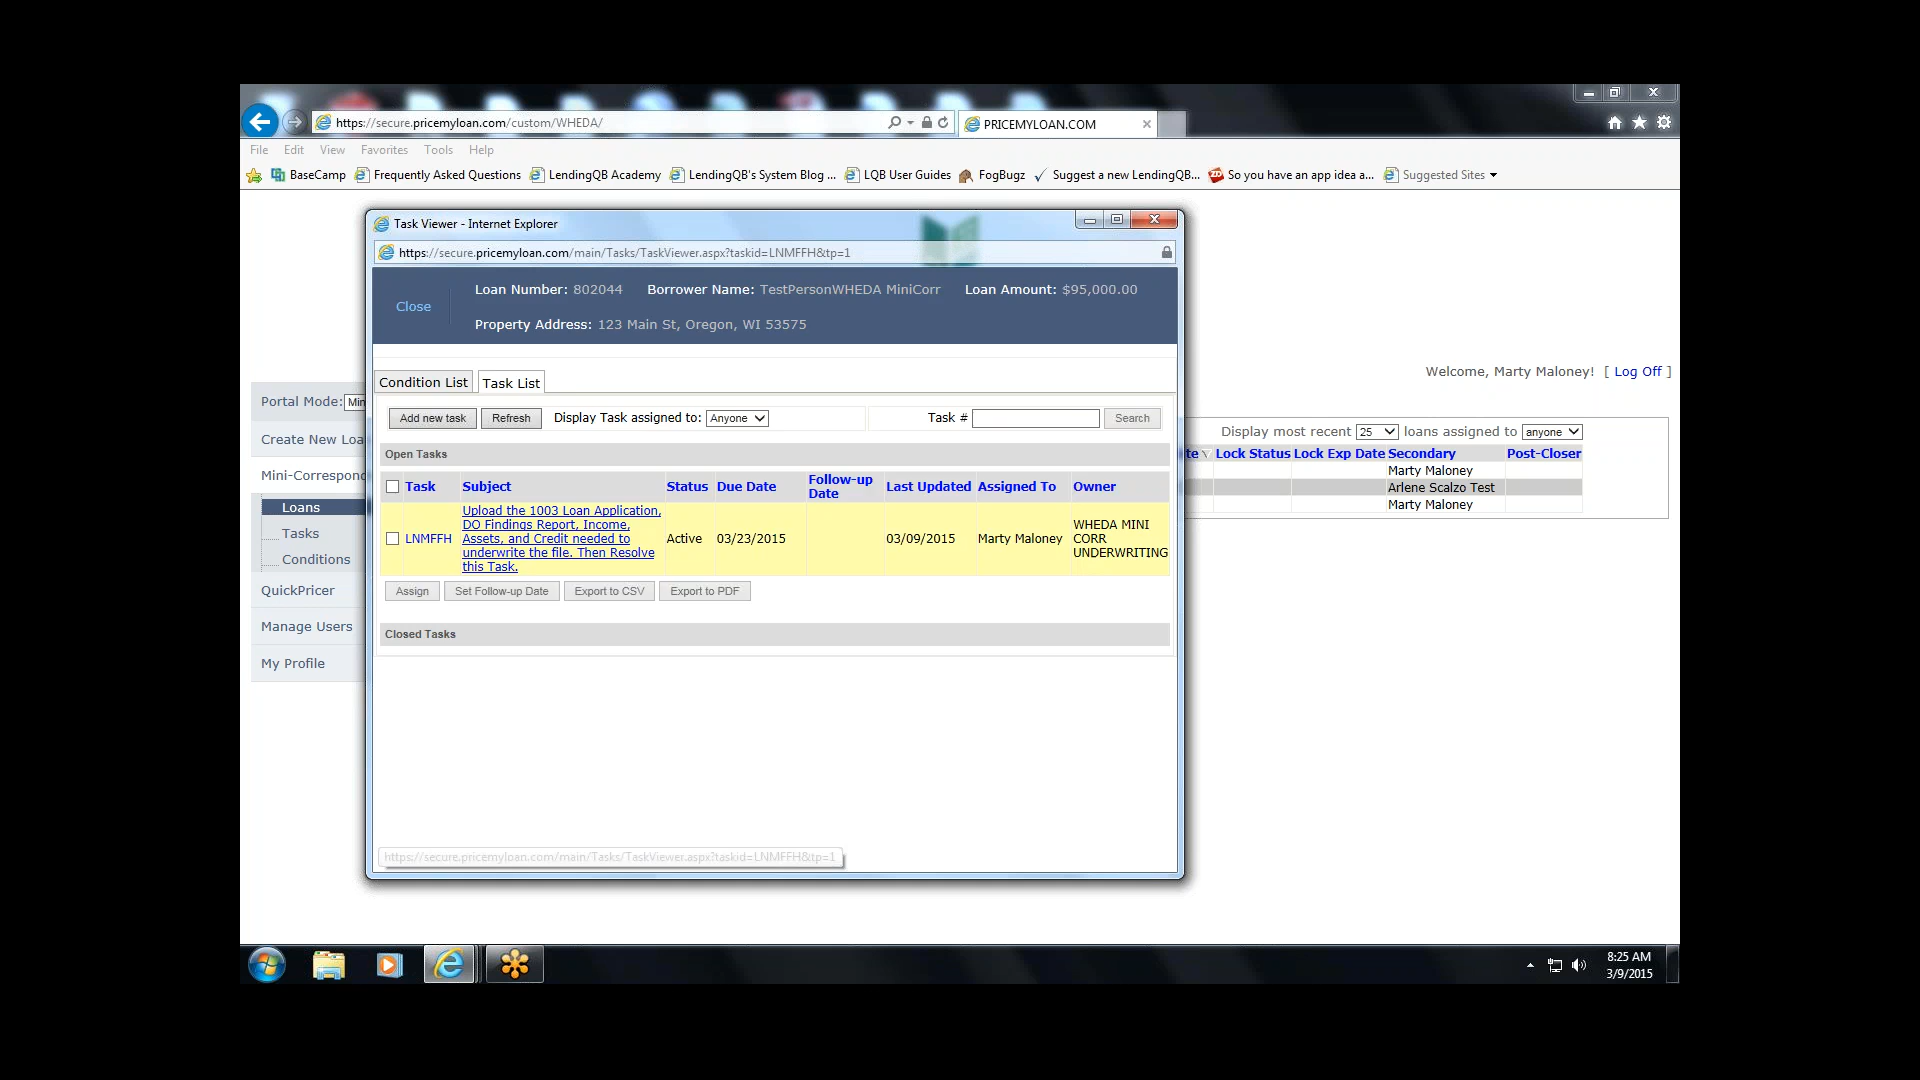 https://secure.pricemyloan.com/custom/WHEDA/
PRICEMYLOAN.COM
File Edit View Favorites Tools Help
BaseCamp Frequently Asked Questions LendingQB Academy LendingQB's System Blog ... LQB User Guides FogBugz Suggest a new LendingQB... So you have an app idea a... Suggested Sites
Task Viewer - Internet Explorer
https://secure.pricemyloan.com/main/Tasks/TaskViewer.aspx?taskid=LNMFFH&tp=1
Close
Loan Number: 802044 Borrower Name: TestPersonWHEDA MiniCorr Loan Amount: $95,000.00
Property Address: 123 Main St, Oregon, WI 53575
Condition List Task List
Add new task Refresh Display Task assigned to: Anyone Task # Search
Open Tasks
Task Subject Status Due Date Follow-up Date Last Updated Assigned To Owner
LNMFFH
Upload the 1003 Loan Application,
DO Findings Report, Income,
Assets, and Credit needed to
underwrite the file. Then Resolve
this Task.
Active 03/23/2015 03/09/2015 Marty Maloney
WHEDA MINI
CORR
UNDERWRITING
Assign Set Follow-up Date Export to CSV Export to PDF
Closed Tasks
https://secure.pricemyloan.com/main/Tasks/TaskViewer.aspx?taskid=LNMFFH&tp=1
Welcome, Marty Maloney! [ Log Off ]
Portal Mode: Min
Create New Loa
Mini-Correspond
Loans
Tasks
Conditions
QuickPricer
Manage Users
My Profile
Display most recent 25 loans assigned to anyone
te Lock Status Lock Exp Date Secondary Post-Closer
Marty Maloney
Arlene Scalzo Test
Marty Maloney
8:25 AM
3/9/2015